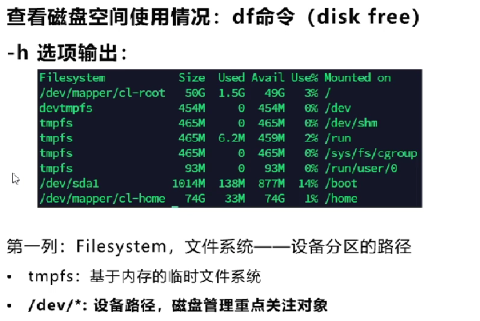 查看磁盘空间使用情况：df命令（disk free）
-h 选项输出：
Filesystem Size Used Avail Use% Mounted on
/dev/mapper/cl-root 50G 1.5G 49G 3% /
devtmpfs 454M 0 454M 0% /dev
tmpfs 465M 0 465M 0% /dev/shm
tmpfs 465M 6.2M 459M 2% /run
tmpfs 465M 0 465M 0% /sys/fs/cgroup
tmpfs 93M 0 93M 0% /run/user/0
/dev/sda1 1014M 138M 877M 14% /boot
/dev/mapper/cl-home 74G 33M 74G 1% /home
第一列：Filesystem，文件系统——设备分区的路径
• tmpfs：基于内存的临时文件系统
• /dev/*: 设备路径，磁盘管理重点关注对象